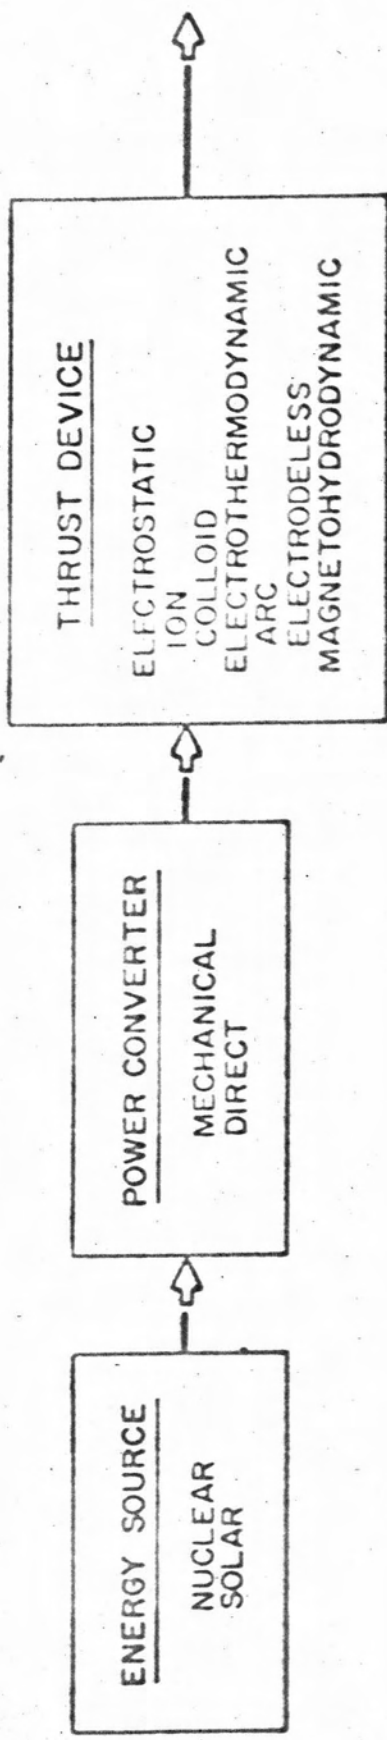 ENERGY SOURCE
NUCLEAR
SOLAR
POWER CONVERTER
MECHANICAL
DIRECT
THRUST DEVICE
ELECTROSTATIC
ION
COLLOID
ELECTROTHERMODYNAMIC
ARC
ELECTRODELESS
MAGNETOHYDRODYNAMIC